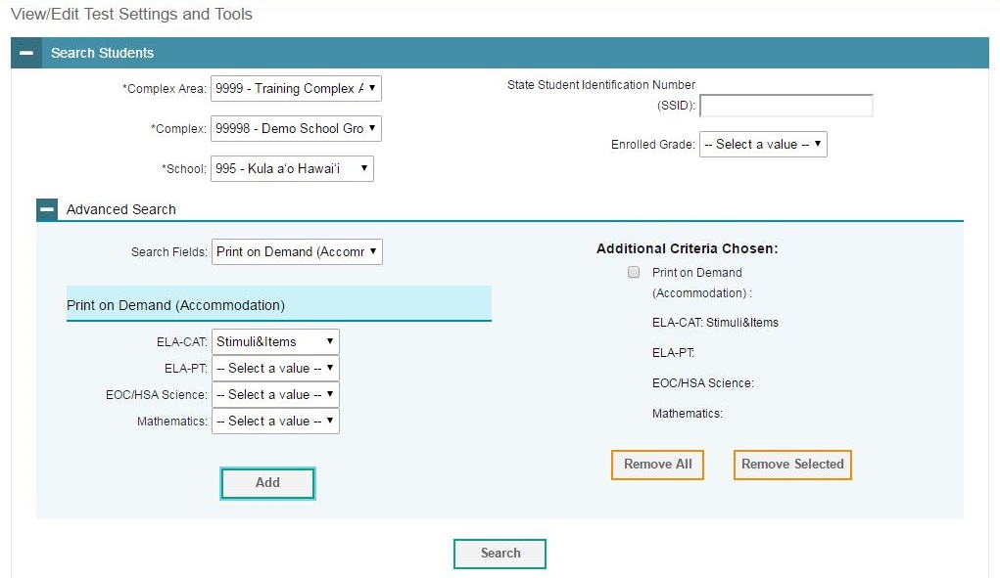 View/Edit Test Settings and Tools
Search Students
*Complex Area: 9999 - Training Complex A
*Complex: 99998 - Demo School Gro
*School: 995 - Kula aʻo Hawaiʻi
State Student Identification Number
(SSID):
Enrolled Grade: -- Select a value --
Advanced Search
Search Fields: Print on Demand (Accomr
Print on Demand (Accommodation)
ELA-CAT: Stimuli&Items
ELA-PT: -- Select a value --
EOC/HSA Science: -- Select a value --
Mathematics: -- Select a value --
Add
Additional Criteria Chosen:
Print on Demand
(Accommodation) :
ELA-CAT: Stimuli&Items
ELA-PT:
EOC/HSA Science:
Mathematics:
Remove All Remove Selected
Search